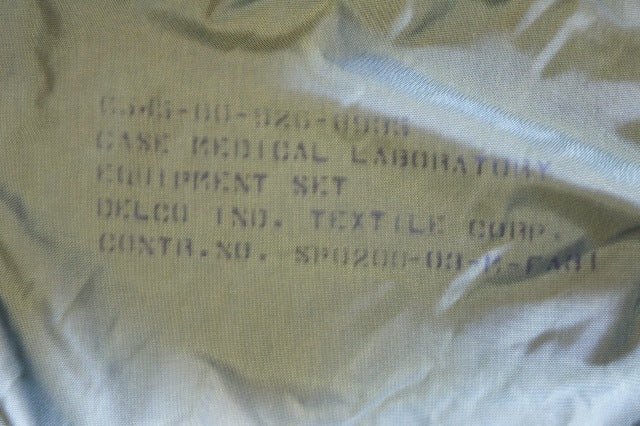 CASE MEDICAL LABORATORY
EQUIPMENT SET
DELCO IND. TEXTILE CORP.
CONTR.NO.